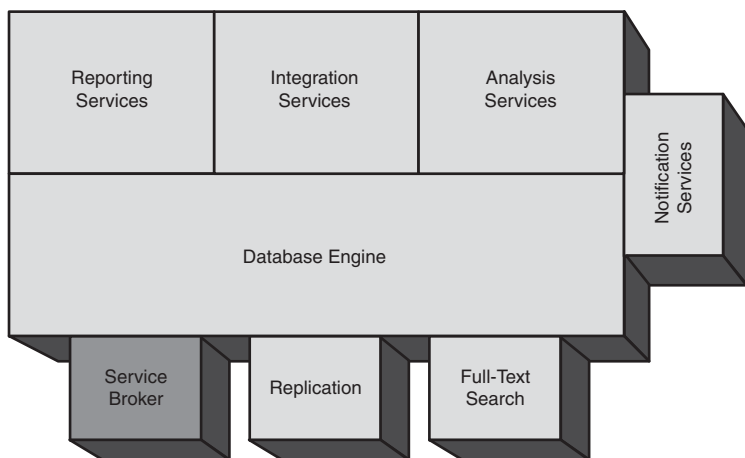 Reporting
Services
Integration
Services
Analysis
Services
Notification
Services
Database Engine
Service
Broker
Replication
Full-Text
Search